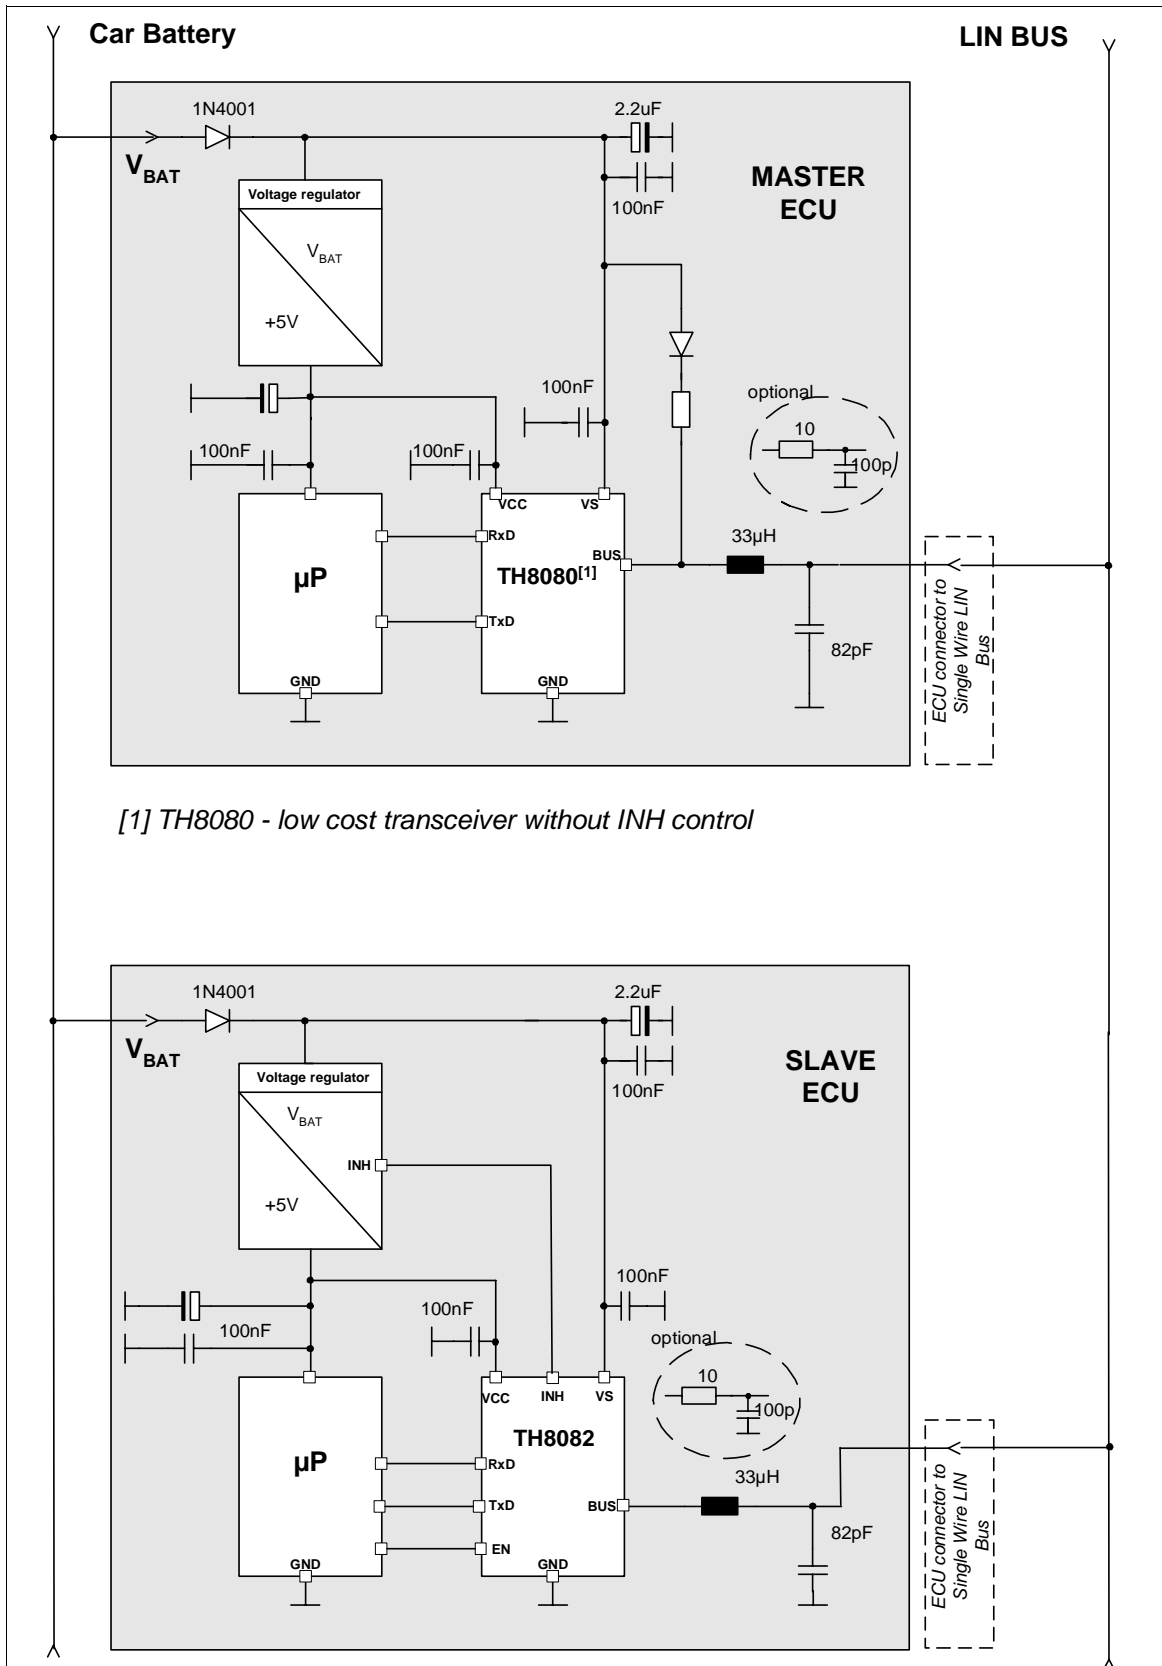 Car Battery
LIN BUS
1N4001
2.2uF
V_BAT
MASTER
ECU
100nF
Voltage regulator
V_BAT
+5V
100nF
optional
10
100p
100nF
100nF
VCC
VS
RxD
BUS
33µH
µP
TH8080[1]
TxD
82pF
GND
GND
ECU connector to
Single Wire LIN
Bus
[1] TH8080 - low cost transceiver without INH control
1N4001
2.2uF
V_BAT
SLAVE
ECU
100nF
Voltage regulator
V_BAT
INH
+5V
100nF
100nF
100nF
optional
10
100p
VCC
INH
VS
TH8082
µP
RxD
33µH
TxD
BUS
82pF
EN
GND
GND
ECU connector to
Single Wire LIN
Bus